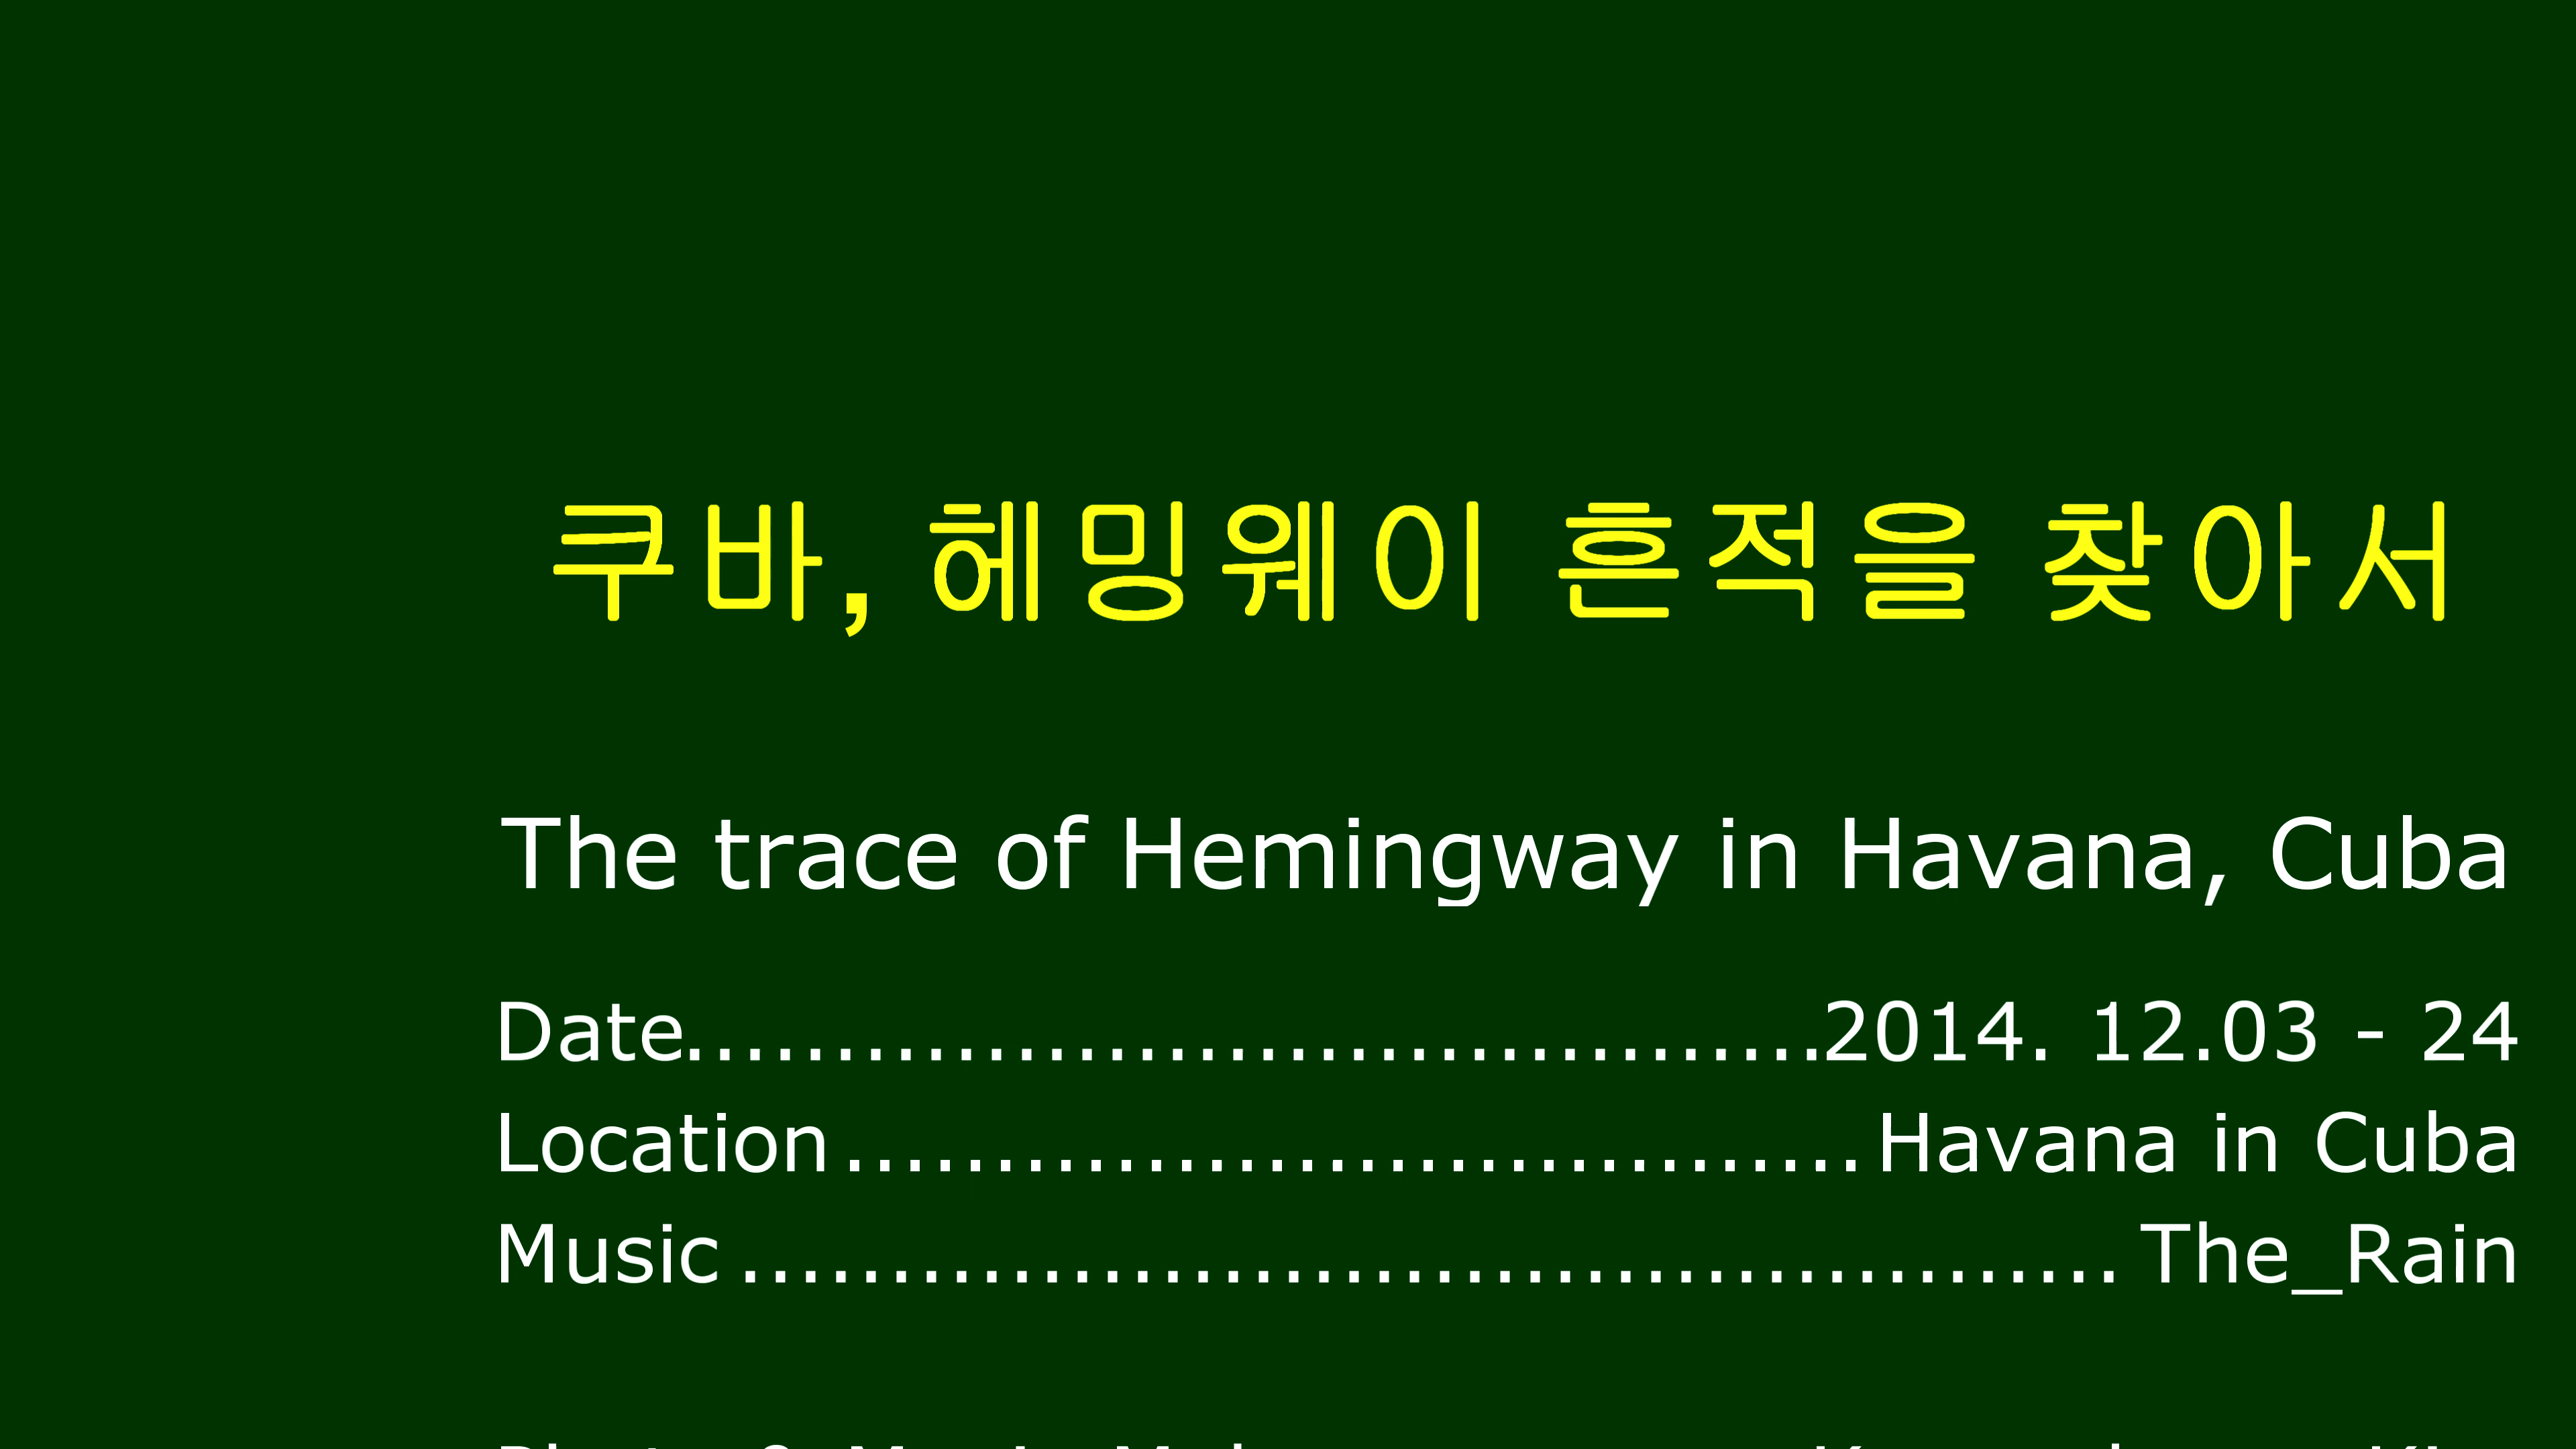 쿠바, 헤밍웨이 흔적을 찾아서
The trace of Hemingway in Havana, Cuba
Date......................................2014. 12.03 - 24
Location .................................. Havana in Cuba
Music .............................................. The_Rain